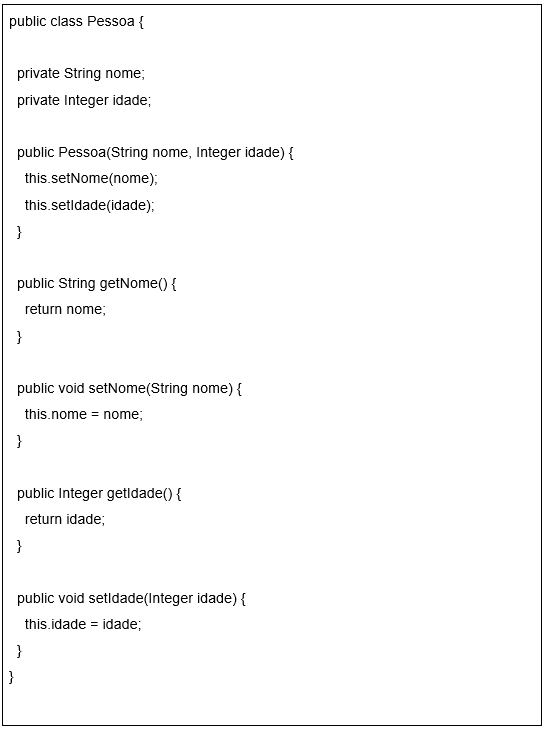 public class Pessoa {
private String nome;
private Integer idade;
public Pessoa(String nome, Integer idade) {
this.setNome(nome);
this.setIdade(idade);
}
public String getNome() {
return nome;
}
public void setNome(String nome) {
this.nome = nome;
}
public Integer getIdade() {
return idade;
}
public void setIdade(Integer idade) {
this.idade = idade;
}
}